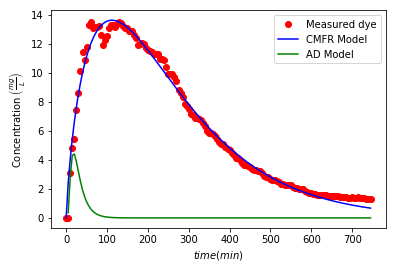 Measured dye
CMFR Model
AD Model
Concentration (mg/L)
14
12
10
8
6
4
2
0
0 100 200 300 400 500 600 700
time(min)